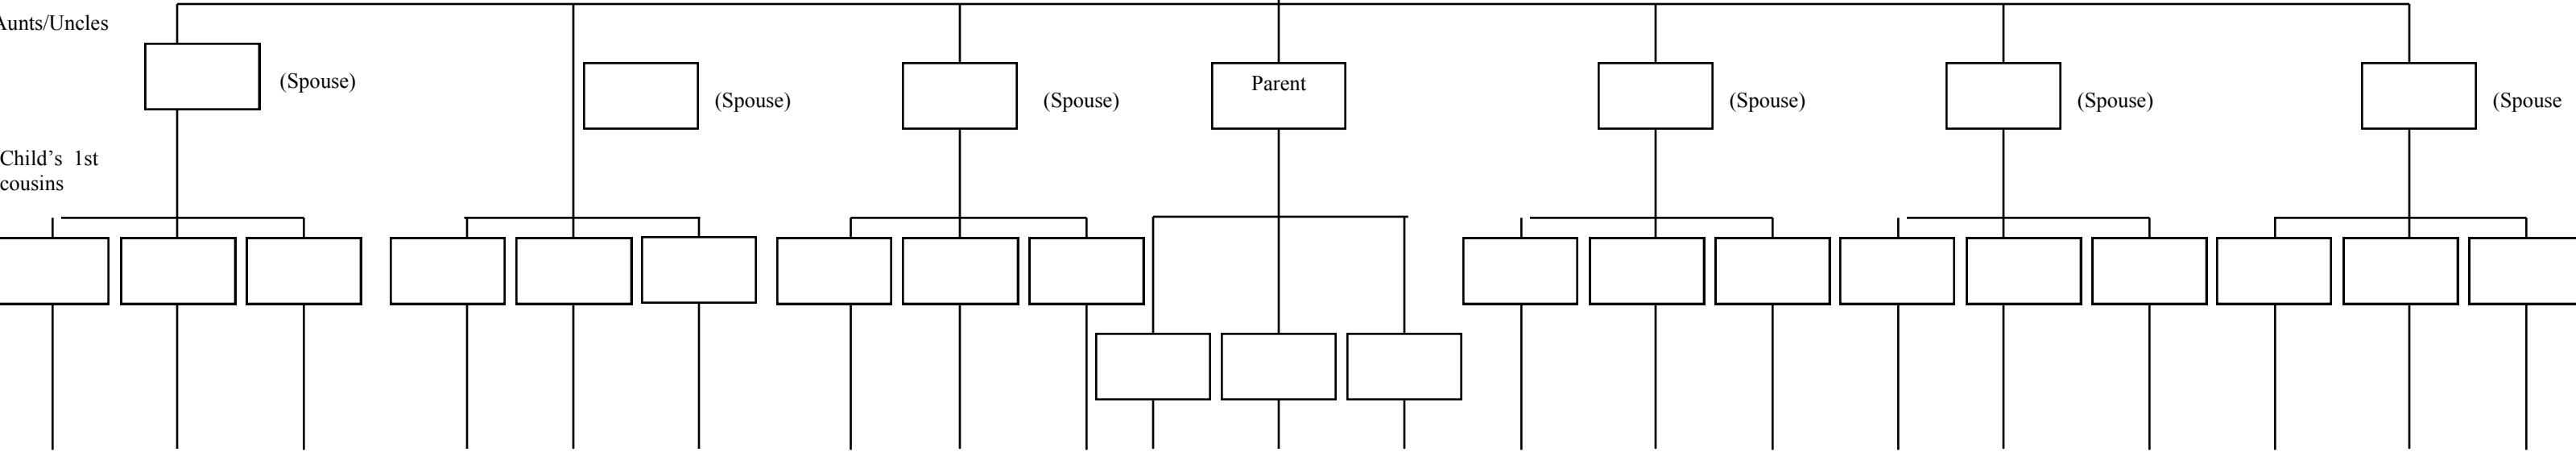 Aunts/Uncles
(Spouse)
(Spouse)
(Spouse)
Parent
(Spouse)
(Spouse)
(Spouse
Child’s 1st
cousins